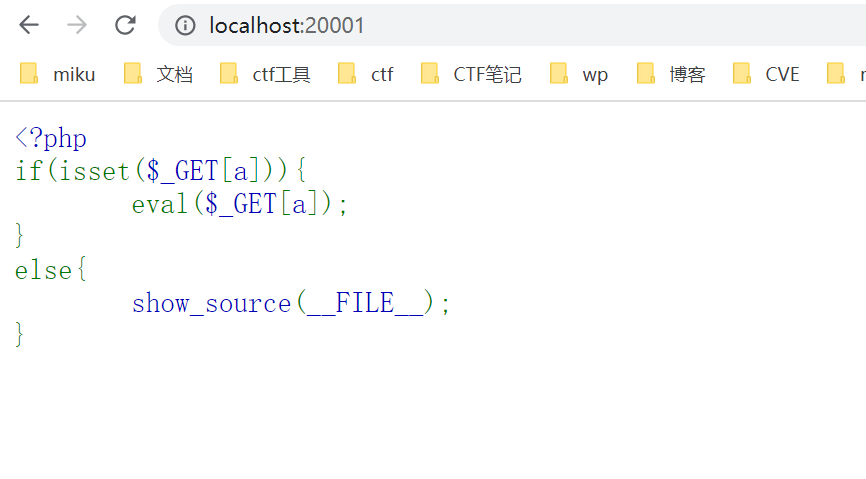 localhost:20001
miku 文档 ctf工具 ctf CTF笔记 wp 博客 CVE
<?php
if(isset($_GET[a])){
        eval($_GET[a]);
}
else{
        show_source(__FILE__);
}